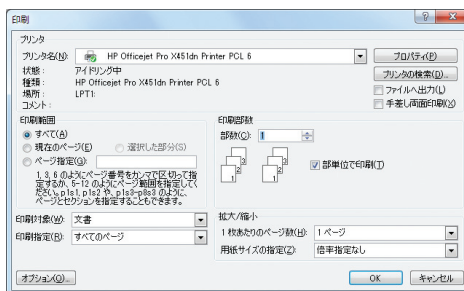 印刷
プリンタ
プリンタ名(N): HP Officejet Pro X451dn Printer PCL 6 プロパティ(P)
状態: アイドリング中 プリンタの検索(D)...
種類: HP Officejet Pro X451dn Printer PCL 6
場所: LPT1: ファイルへ出力(L)
コメント: 手差し両面印刷(X)
印刷範囲
すべて(A)
現在のページ(E) 選択した部分(S)
ページ指定(G):
1, 3, 6 のようにページ番号をカンマで区切って指
定するか、5-12 のようにページ範囲を指定してく
ださい。p1s1, p1s2 や、p1s3-p8s3 のように、
ページとセクションを指定することもできます。
印刷部数
部数(C): 1
3 3
2 2
1 1
部単位で印刷(T)
印刷対象(W): 文書
印刷指定(R): すべてのページ
拡大/縮小
1 枚あたりのページ数(H): 1 ページ
用紙サイズの指定(Z): 倍率指定なし
オプション(O)... OK キャンセル